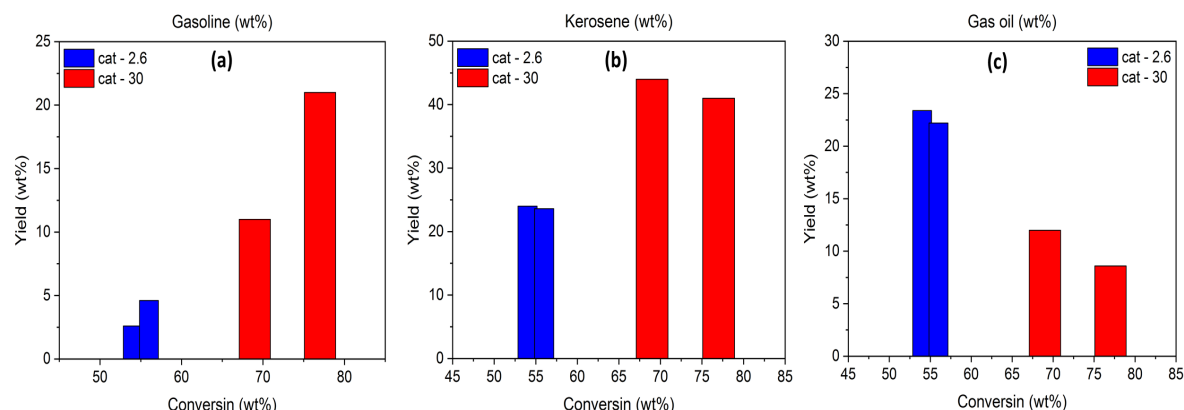 Gasoline (wt%)
25
20
15
10
5
0
Yield (wt%)
cat - 2.6
cat - 30
(a)
50 60 70 80
Conversin (wt%)
Kerosene (wt%)
50
40
30
20
10
0
Yield (wt%)
cat - 2.6
cat - 30
(b)
45 50 55 60 65 70 75 80 85
Conversin (wt%)
Gas oil (wt%)
30
25
20
15
10
5
0
Yield (wt%)
cat - 2.6
cat - 30
(c)
45 50 55 60 65 70 75 80 85
Conversin (wt%)